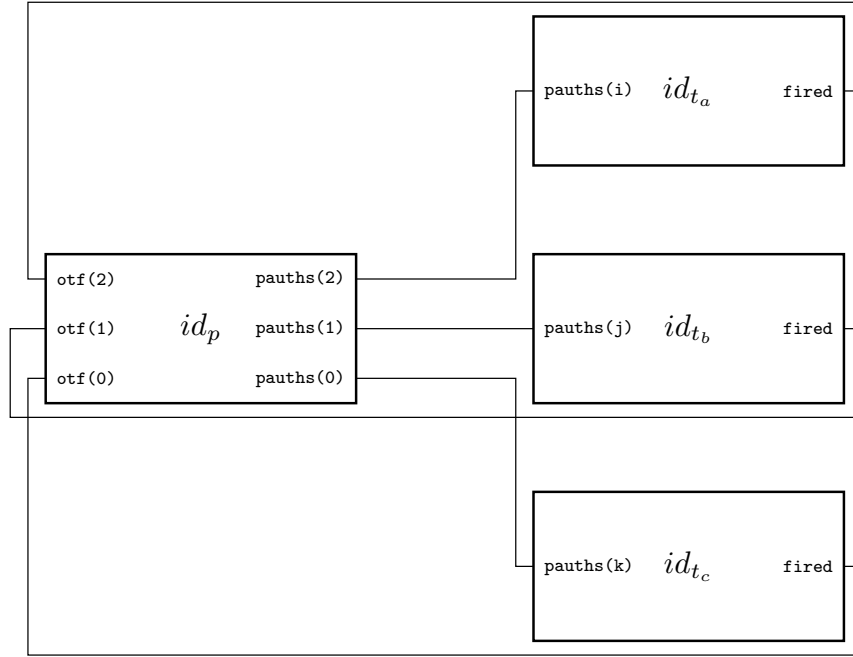 pauths(i) id_{t_a} fired
otf(2) pauths(2)
otf(1) id_p pauths(1)
otf(0) pauths(0)
pauths(j) id_{t_b} fired
pauths(k) id_{t_c} fired